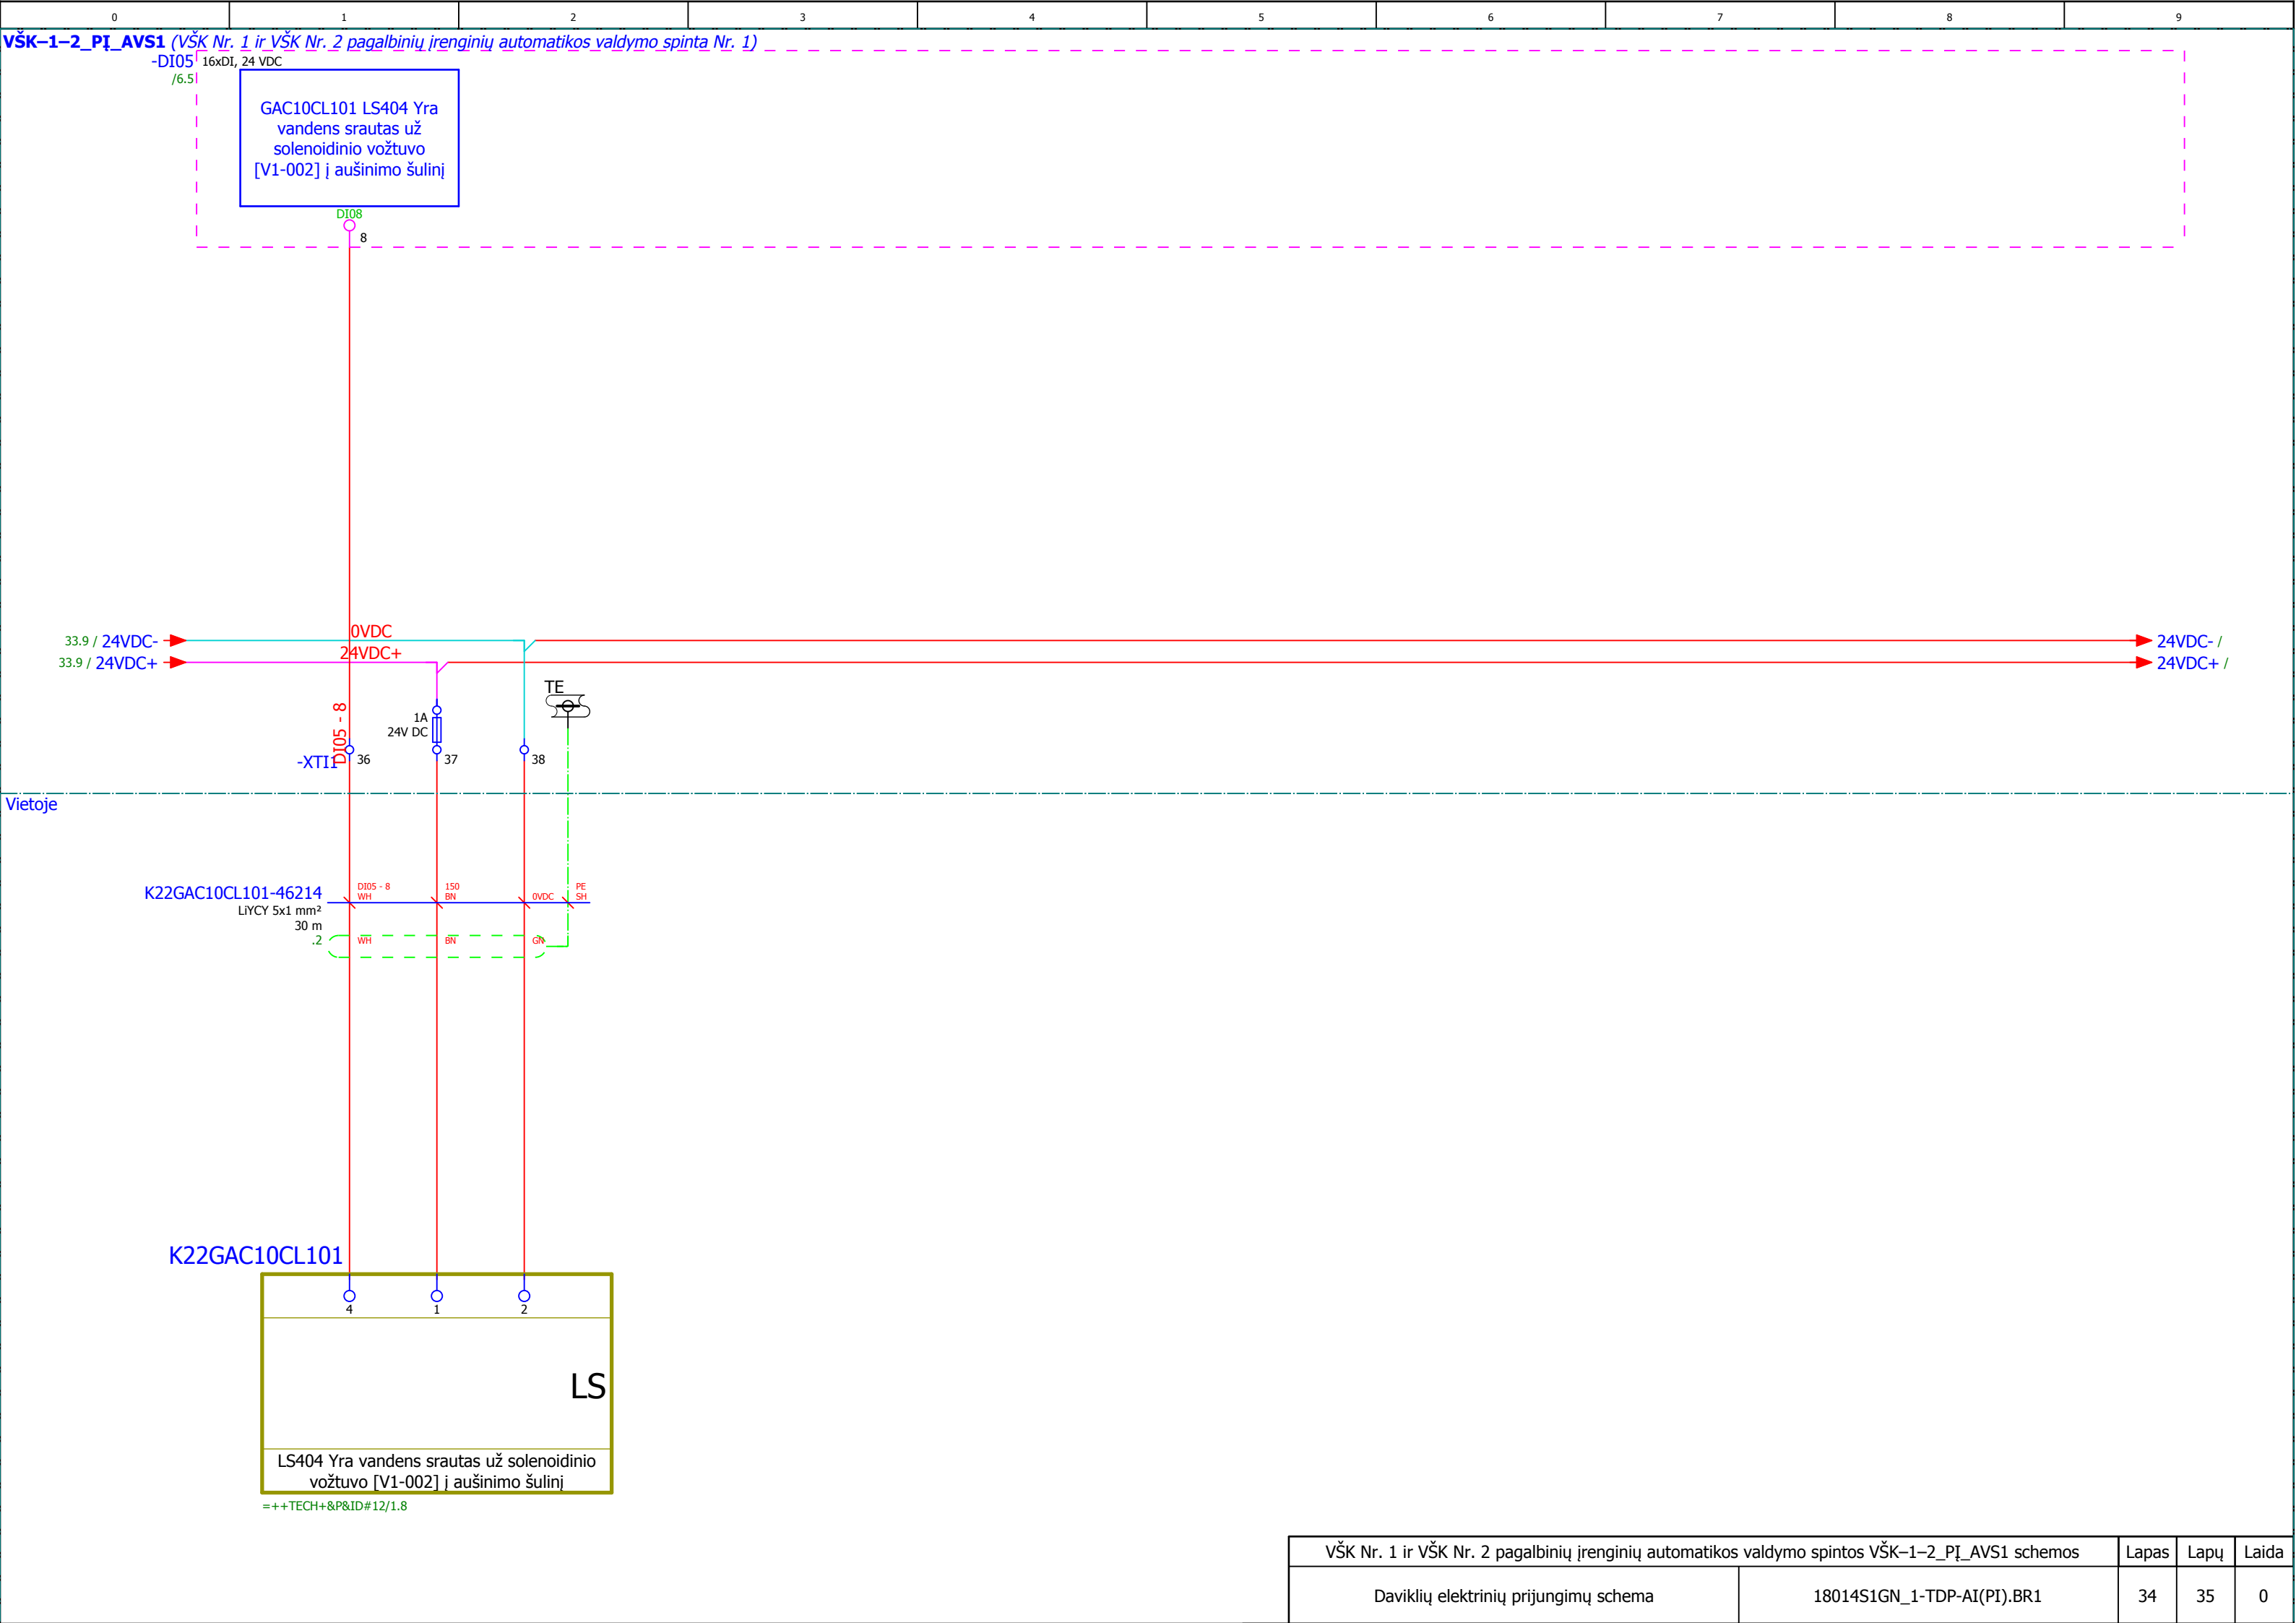 0 1 2 3 4 5 6 7 8 9
VŠK–1–2_PĮ_AVS1 (VŠK Nr. 1 ir VŠK Nr. 2 pagalbinių įrenginių automatikos valdymo spinta Nr. 1)
-DI05 16xDI, 24 VDC
/6.5
GAC10CL101 LS404 Yra
vandens srautas už
solenoidinio vožtuvo
[V1-002] į aušinimo šulinį
DI08
8
0VDC
33.9 / 24VDC- 24VDC- /
24VDC+
33.9 / 24VDC+ 24VDC+ /
TE
DI05 - 8
1A
24V DC
-XTI1 36 37 38
Vietoje
K22GAC10CL101-46214
LiYCY 5x1 mm²
30 m
.2
DI05 - 8 150 PE
WH BN 0VDC SH
WH BN GN
K22GAC10CL101
4 1 2
LS
LS404 Yra vandens srautas už solenoidinio
vožtuvo [V1-002] į aušinimo šulinį
=++TECH+&P&ID#12/1.8
VŠK Nr. 1 ir VŠK Nr. 2 pagalbinių įrenginių automatikos valdymo spintos VŠK–1–2_PĮ_AVS1 schemos Lapas Lapų Laida
Daviklių elektrinių prijungimų schema 18014S1GN_1-TDP-AI(PI).BR1 34 35 0